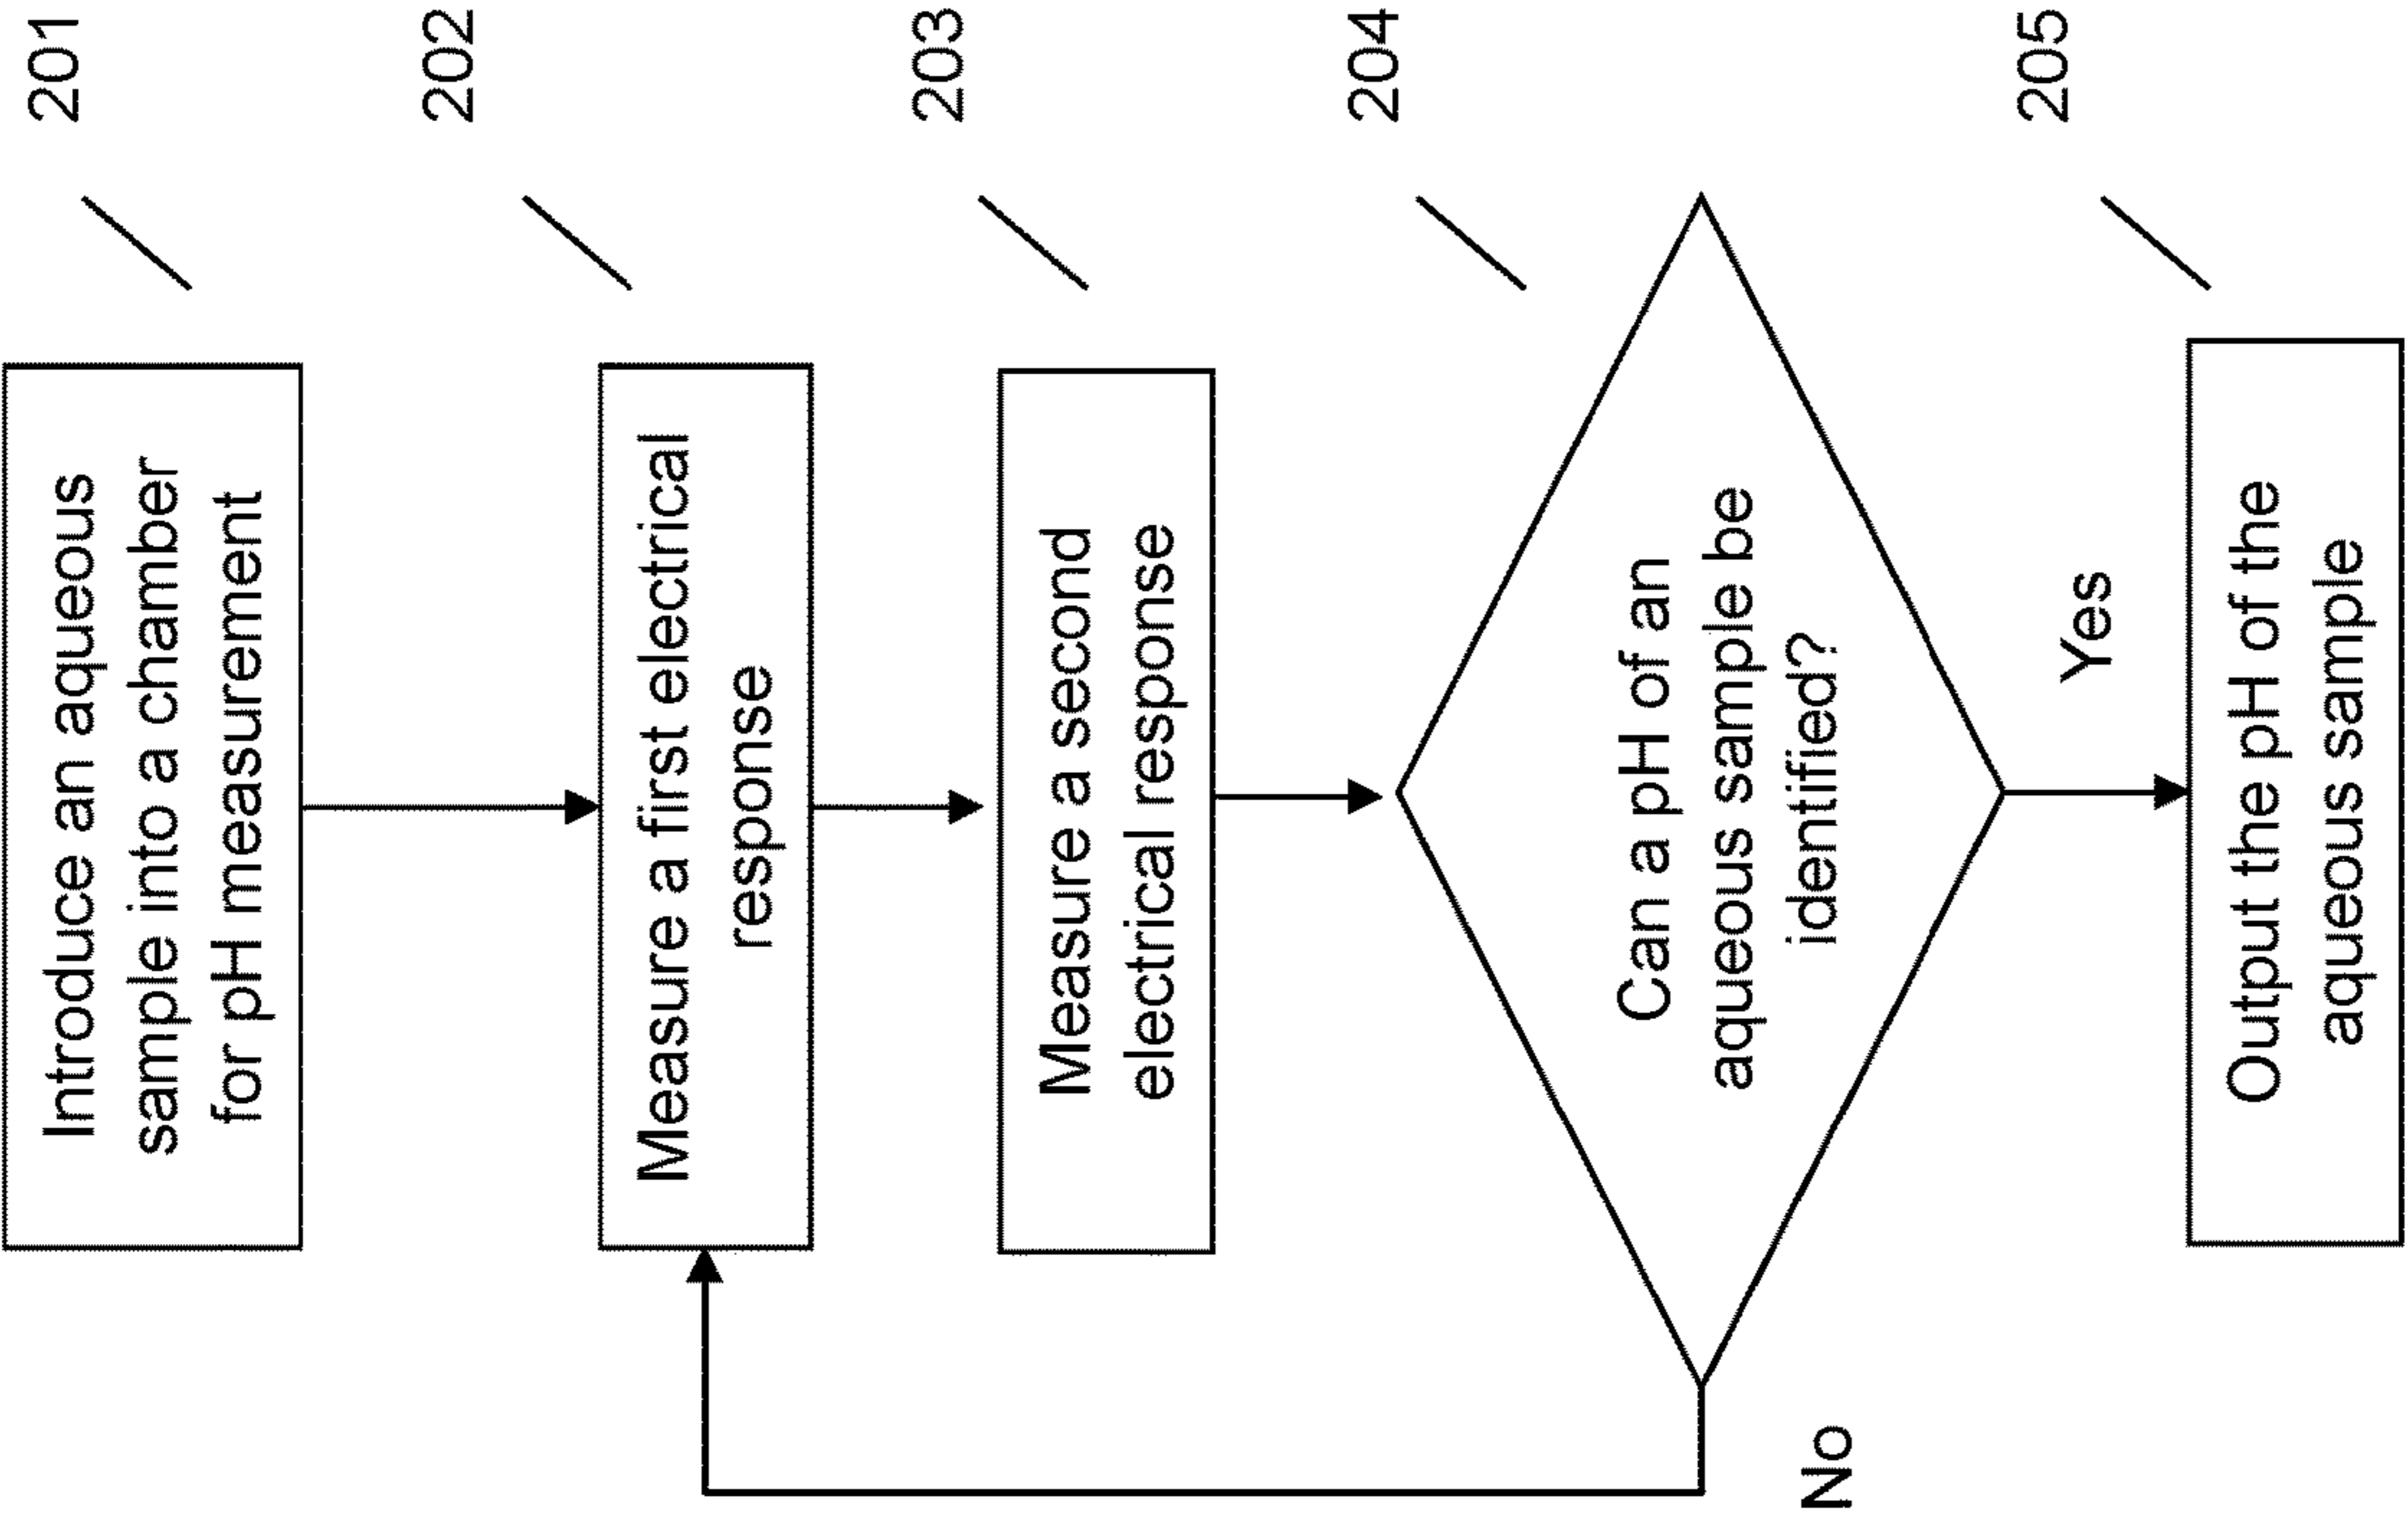 201
Introduce an aqueous
sample into a chamber
for pH measurement
202
Measure a first electrical
response
203
Measure a second
electrical response
204
Can a pH of an
aqueous sample be
identified?
No
Yes
205
Output the pH of the
aqueous sample